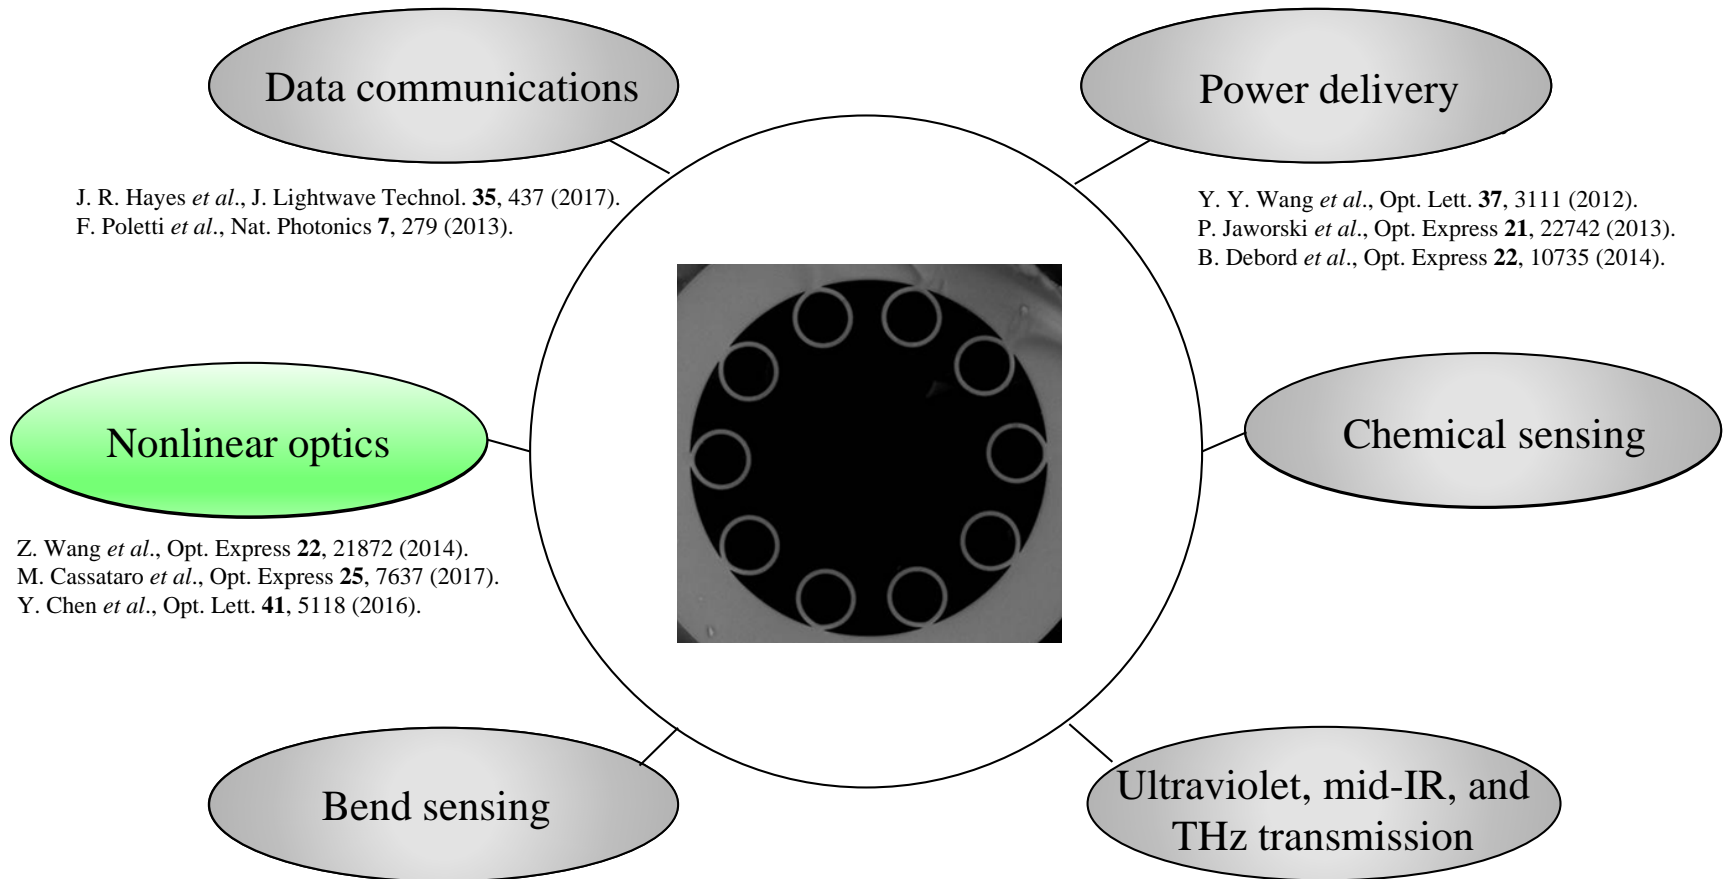 Data communications
Power delivery
J. R. Hayes et al., J. Lightwave Technol. 35, 437 (2017).
F. Poletti et al., Nat. Photonics 7, 279 (2013).
Y. Y. Wang et al., Opt. Lett. 37, 3111 (2012).
P. Jaworski et al., Opt. Express 21, 22742 (2013).
B. Debord et al., Opt. Express 22, 10735 (2014).
Nonlinear optics
Chemical sensing
Z. Wang et al., Opt. Express 22, 21872 (2014).
M. Cassataro et al., Opt. Express 25, 7637 (2017).
Y. Chen et al., Opt. Lett. 41, 5118 (2016).
Bend sensing
Ultraviolet, mid-IR, and
THz transmission